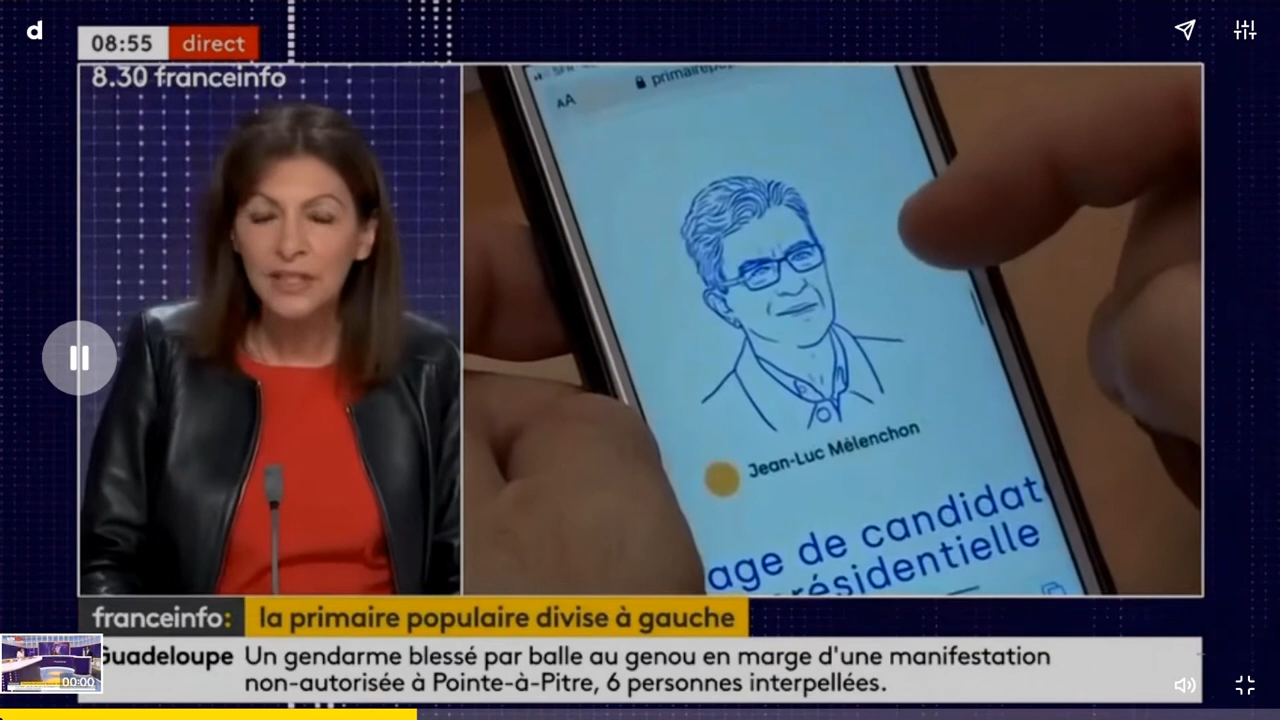 d
08:55 direct
8.30 franceinfo
AA
Jean-Luc Mélenchon
age de candidat
résidentielle
franceinfo: la primaire populaire divise à gauche
Guadeloupe Un gendarme blessé par balle au genou en marge d'une manifestation
non-autorisée à Pointe-à-Pitre, 6 personnes interpellées.
00:00